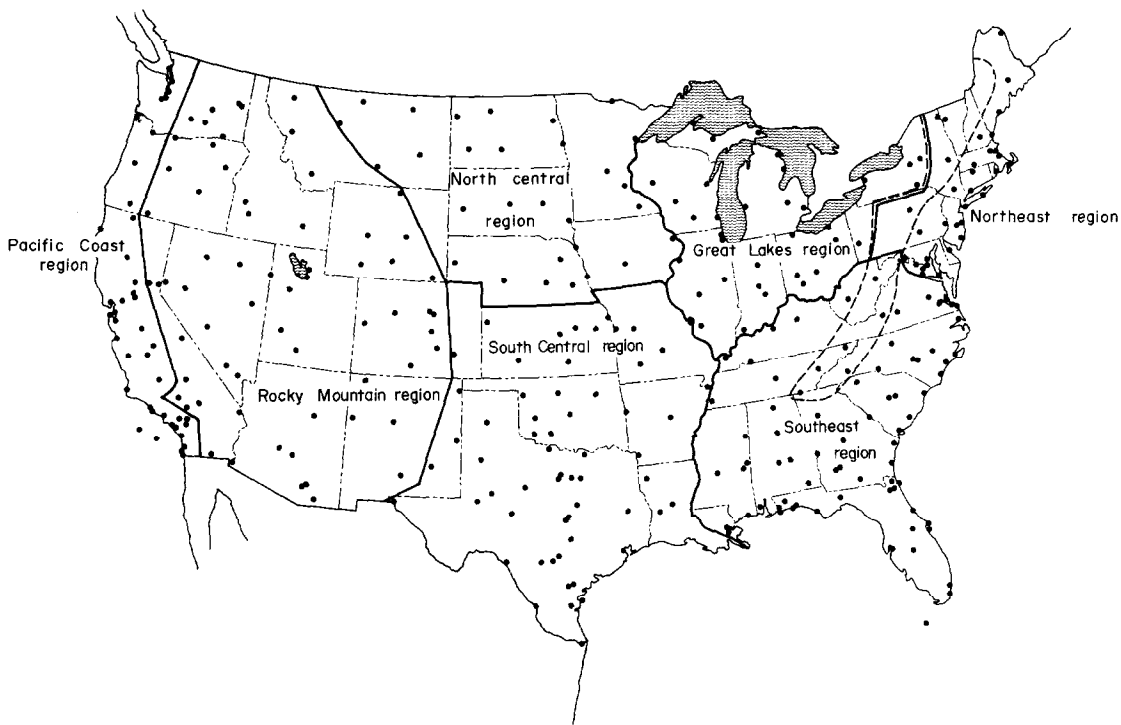 North central
region
Northeast region
Pacific Coast
region
Great Lakes region
South Central region
Rocky Mountain region
Southeast
region